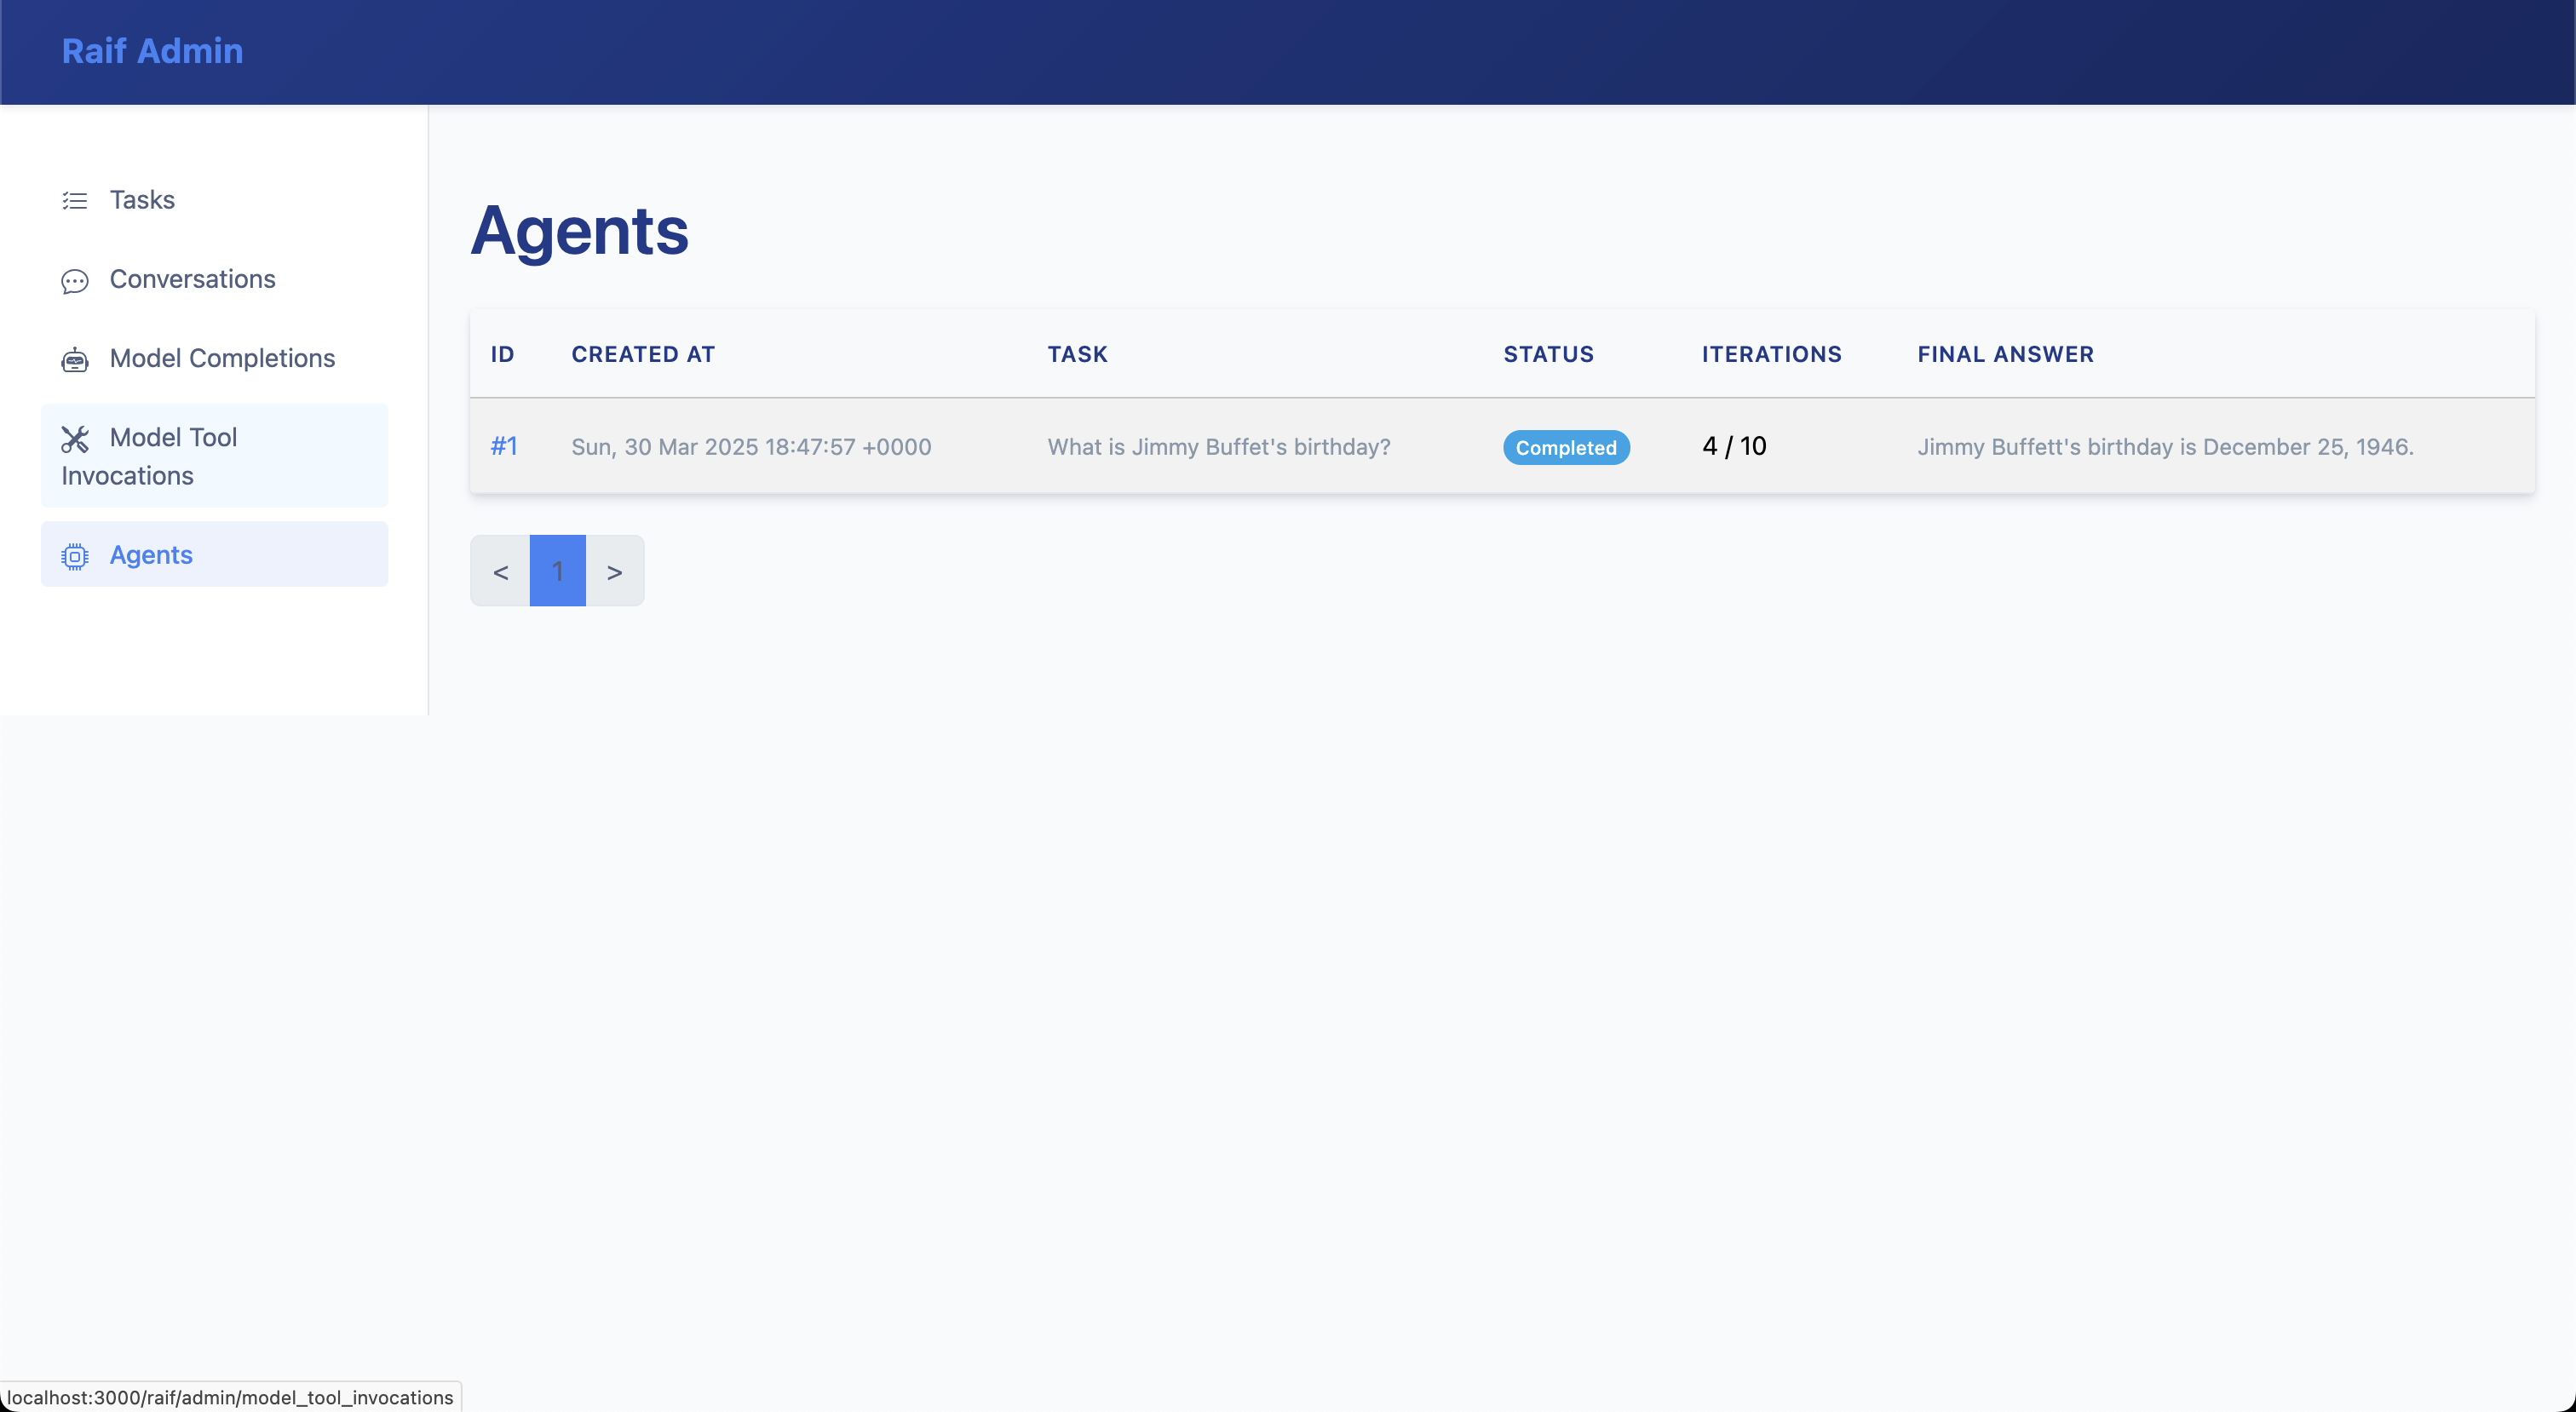 Raif Admin
Tasks
Conversations
Model Completions
Model Tool
Invocations
Agents
Agents
ID CREATED AT TASK STATUS ITERATIONS FINAL ANSWER
#1 Sun, 30 Mar 2025 18:47:57 +0000 What is Jimmy Buffet's birthday? Completed 4 / 10 Jimmy Buffett's birthday is December 25, 1946.
< 1 >
localhost:3000/raif/admin/model_tool_invocations